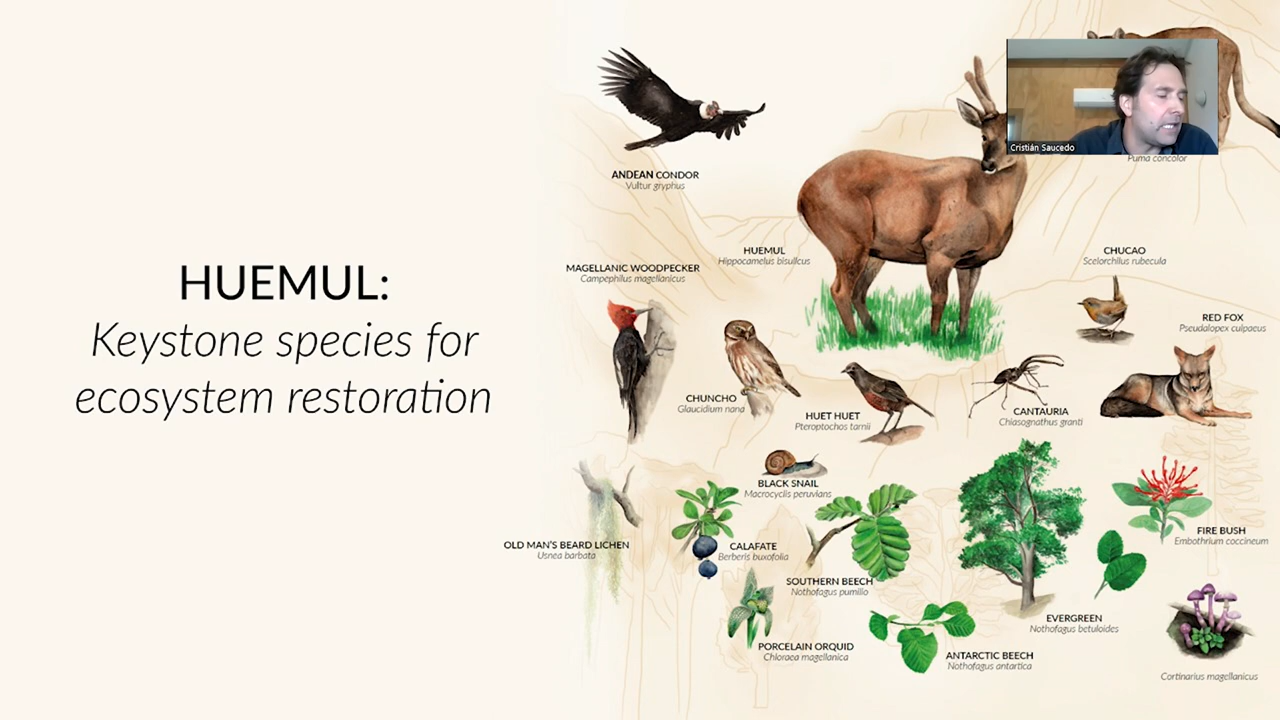 HUEMUL:
Keystone species for
ecosystem restoration
Cristián Saucedo
Puma concolor
ANDEAN CONDOR
Vultur gryphus
HUEMUL
Hippocamelus bisulcus
CHUCAO
Scelorchilus rubecula
MAGELLANIC WOODPECKER
Campephilus magellanicus
RED FOX
Pseudalopex culpaeus
CHUNCHO
Glaucidium nana
HUET HUET
Pteroptochos tarnii
CANTAURIA
Chiasognathus granti
BLACK SNAIL
Macrocyclis peruvians
OLD MAN'S BEARD LICHEN
Usnea barbata
CALAFATE
Berberis buxofolia
FIRE BUSH
Embothrium coccineum
SOUTHERN BEECH
Nothofagus pumilio
EVERGREEN
Nothofagus betuloides
PORCELAIN ORQUID
Chloraea magellanica
ANTARCTIC BEECH
Nothofagus antartica
Cortinarius magellanicus